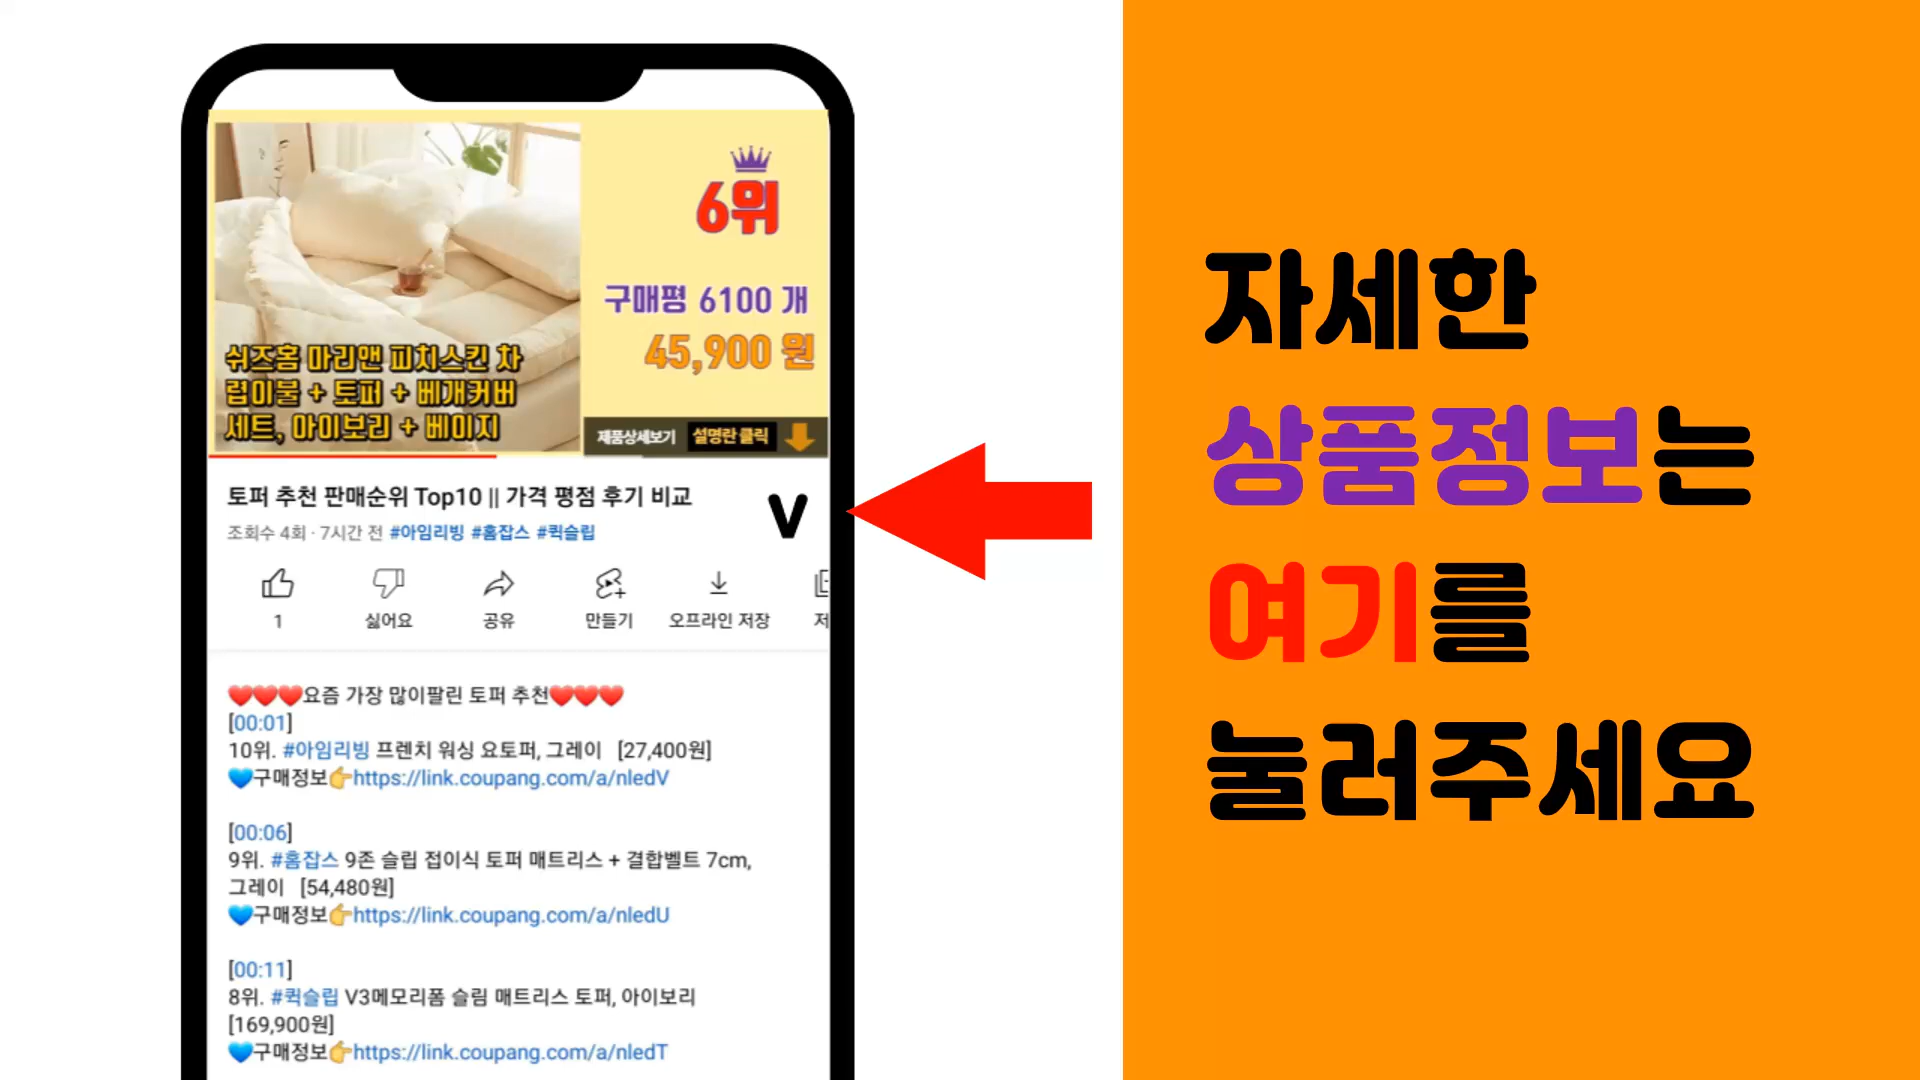 6위
구매평 6100 개
45,900 원
쉬즈홈 마리앤 피치스킨 차
렵이불 + 토퍼 + 베개커버
세트, 아이보리 + 베이지
제품상세보기 설명란 클릭
토퍼 추천 판매순위 Top10 || 가격 평점 후기 비교
V
조회수 4회 · 7시간 전 #아임리빙 #홈잡스 #퀵슬립
1 싫어요 공유 만들기 오프라인 저장 저
❤❤❤요즘 가장 많이팔린 토퍼 추천❤❤❤
[00:01]
10위. #아임리빙 프렌치 워싱 요토퍼, 그레이 [27,400원]
💙구매정보👉https://link.coupang.com/a/nledV
[00:06]
9위. #홈잡스 9존 슬립 접이식 토퍼 매트리스 + 결합벨트 7cm,
그레이 [54,480원]
💙구매정보👉https://link.coupang.com/a/nledU
[00:11]
8위. #퀵슬립 V3메모리폼 슬림 매트리스 토퍼, 아이보리
[169,900원]
💙구매정보👉https://link.coupang.com/a/nledT
자세한
상품정보는
여기를
눌러주세요